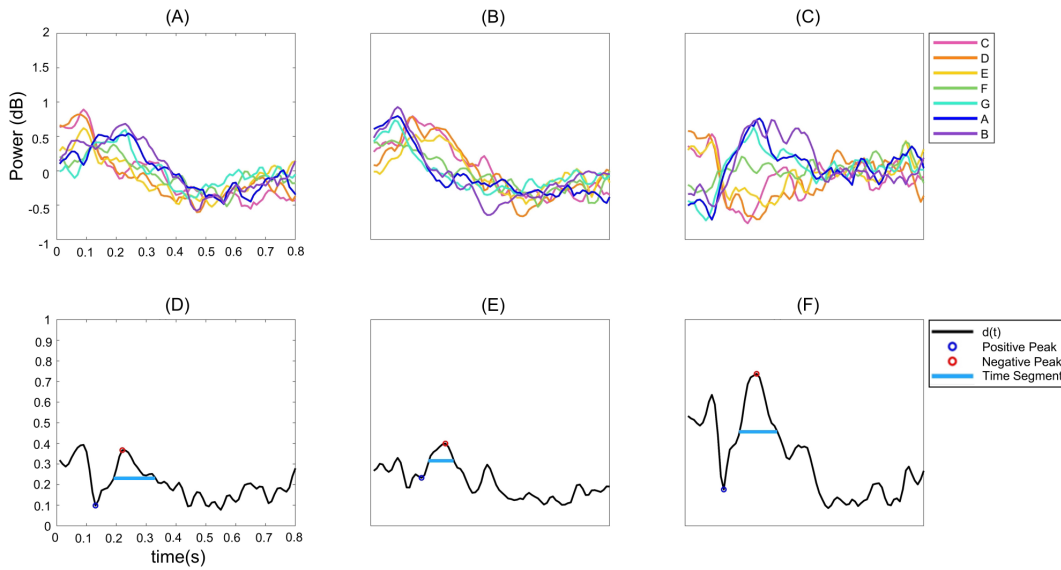 (A)
(B)
(C)
Power (dB)
2
1.5
1
0.5
0
-0.5
-1
0 0.1 0.2 0.3 0.4 0.5 0.6 0.7 0.8
C
D
E
F
G
A
B
(D)
(E)
(F)
1
0.9
0.8
0.7
0.6
0.5
0.4
0.3
0.2
0.1
0
0 0.1 0.2 0.3 0.4 0.5 0.6 0.7 0.8
time(s)
d(t)
Positive Peak
Negative Peak
Time Segment